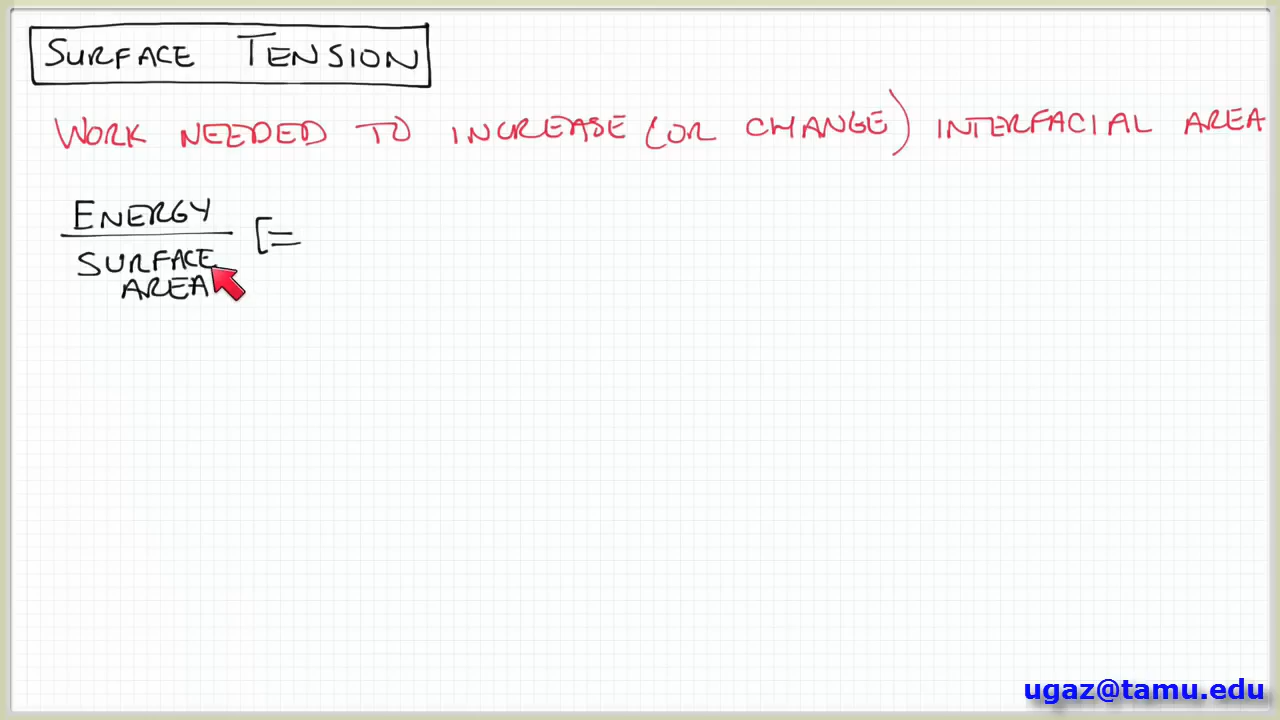 SURFACE TENSION
WORK NEEDED TO INCREASE (OR CHANGE) INTERFACIAL AREA
ENERGY
SURFACE
AREA
[=
ugaz@tamu.edu